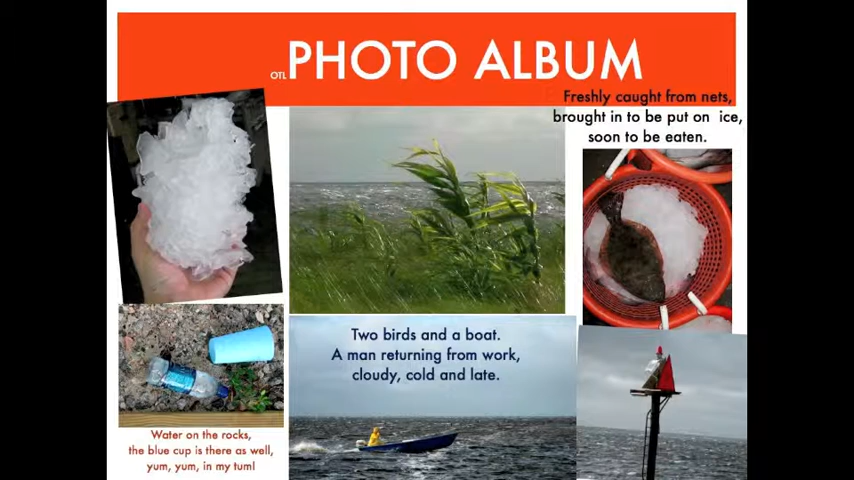 OTL PHOTO ALBUM
Freshly caught from nets,
brought in to be put on ice,
soon to be eaten.
Two birds and a boat.
A man returning from work,
cloudy, cold and late.
Water on the rocks,
the blue cup is there as well,
yum, yum, in my tum!